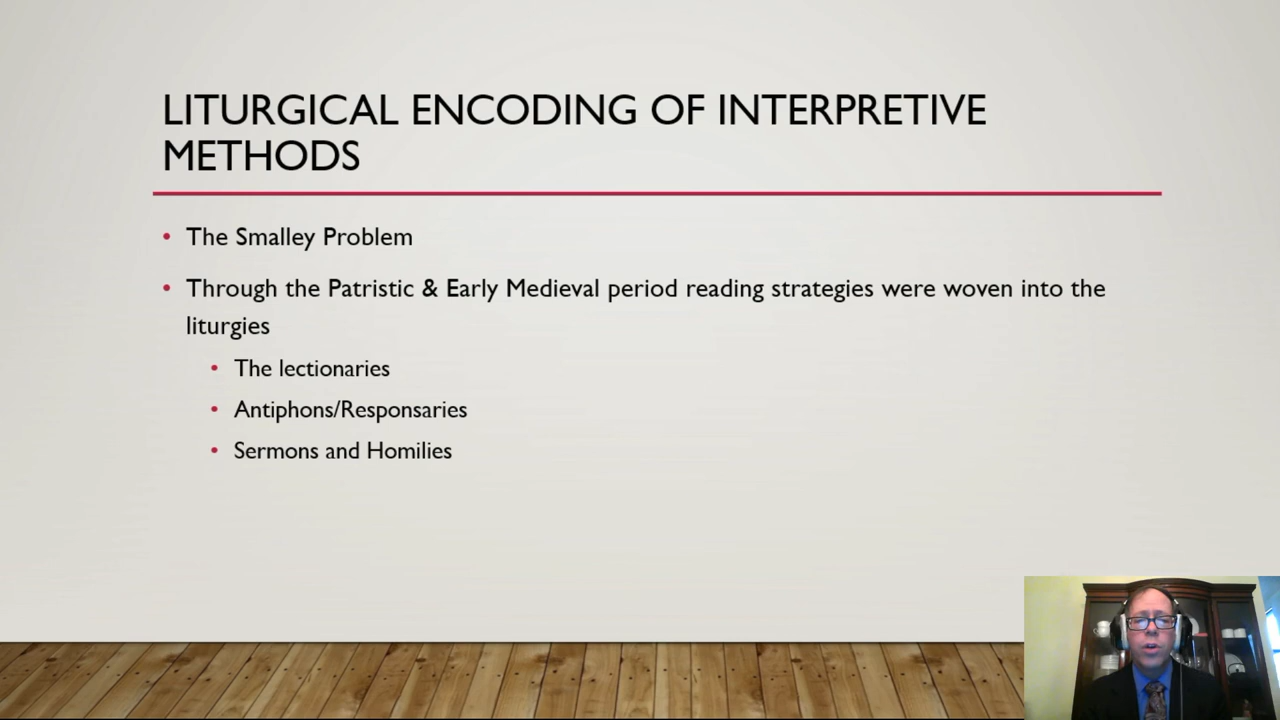 LITURGICAL ENCODING OF INTERPRETIVE
METHODS
• The Smalley Problem
• Through the Patristic & Early Medieval period reading strategies were woven into the
liturgies
• The lectionaries
• Antiphons/Responsaries
• Sermons and Homilies